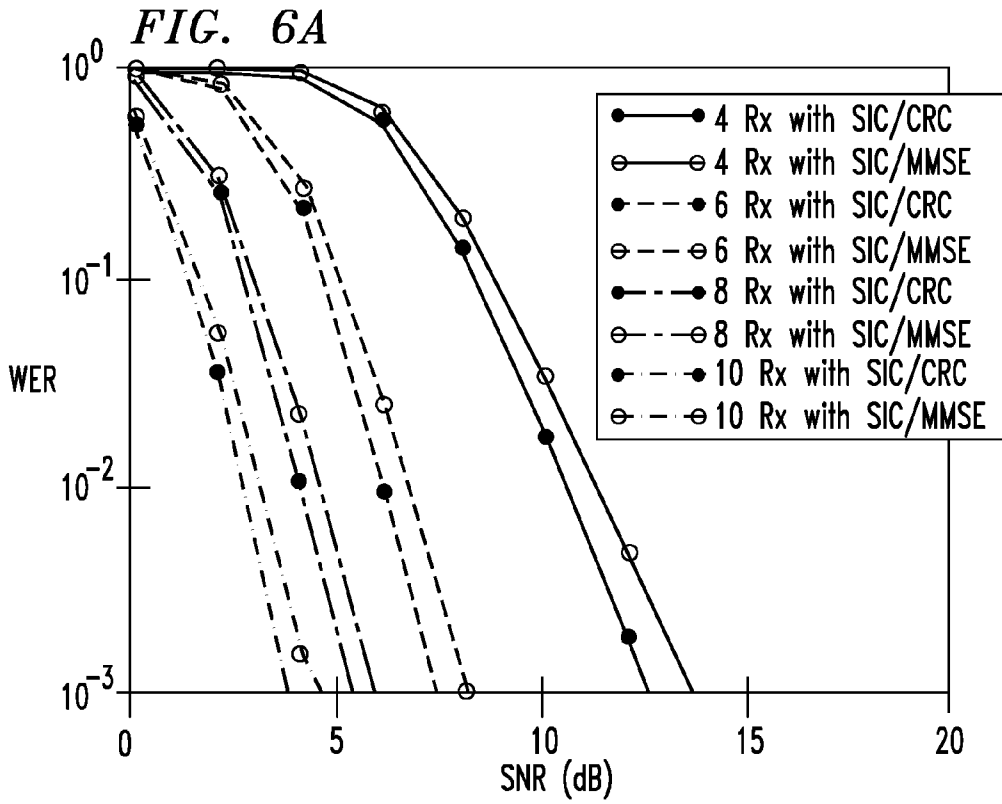 FIG. 6A
10^0
10^-1
10^-2
10^-3
WER
0
5
10
15
20
SNR (dB)
4 Rx with SIC/CRC
4 Rx with SIC/MMSE
6 Rx with SIC/CRC
6 Rx with SIC/MMSE
8 Rx with SIC/CRC
8 Rx with SIC/MMSE
10 Rx with SIC/CRC
10 Rx with SIC/MMSE